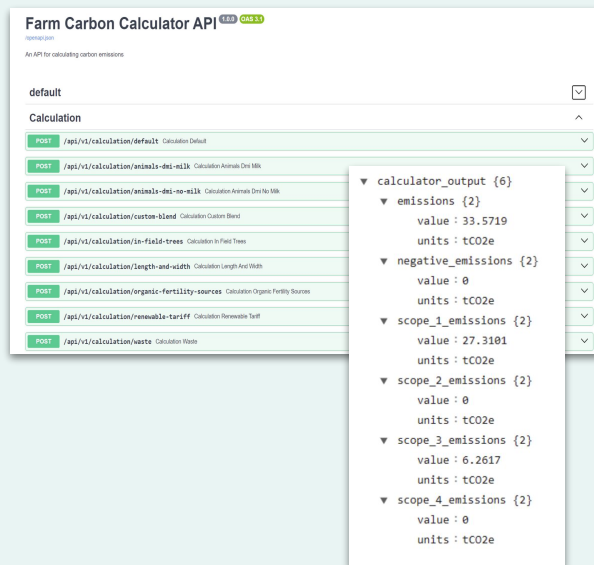 Farm Carbon Calculator API 1.0.0 OAS 3.1
/openapi.json
An API for calculating carbon emissions
default
Calculation
POST /api/v1/calculation/default Calculation Default
POST /api/v1/calculation/animals-dmi-milk Calculation Animals Dmi Milk
POST /api/v1/calculation/animals-dmi-no-milk Calculation Animals Dmi No Milk
POST /api/v1/calculation/custom-blend Calculation Custom Blend
POST /api/v1/calculation/in-field-trees Calculation In Field Trees
POST /api/v1/calculation/length-and-width Calculation Length And Width
POST /api/v1/calculation/organic-fertility-sources Calculation Organic Fertility Sources
POST /api/v1/calculation/renewable-tariff Calculation Renewable Tariff
POST /api/v1/calculation/waste Calculation Waste
calculator_output {6}
emissions {2}
value : 33.5719
units : tCO2e
negative_emissions {2}
value : 0
units : tCO2e
scope_1_emissions {2}
value : 27.3101
units : tCO2e
scope_2_emissions {2}
value : 0
units : tCO2e
scope_3_emissions {2}
value : 6.2617
units : tCO2e
scope_4_emissions {2}
value : 0
units : tCO2e